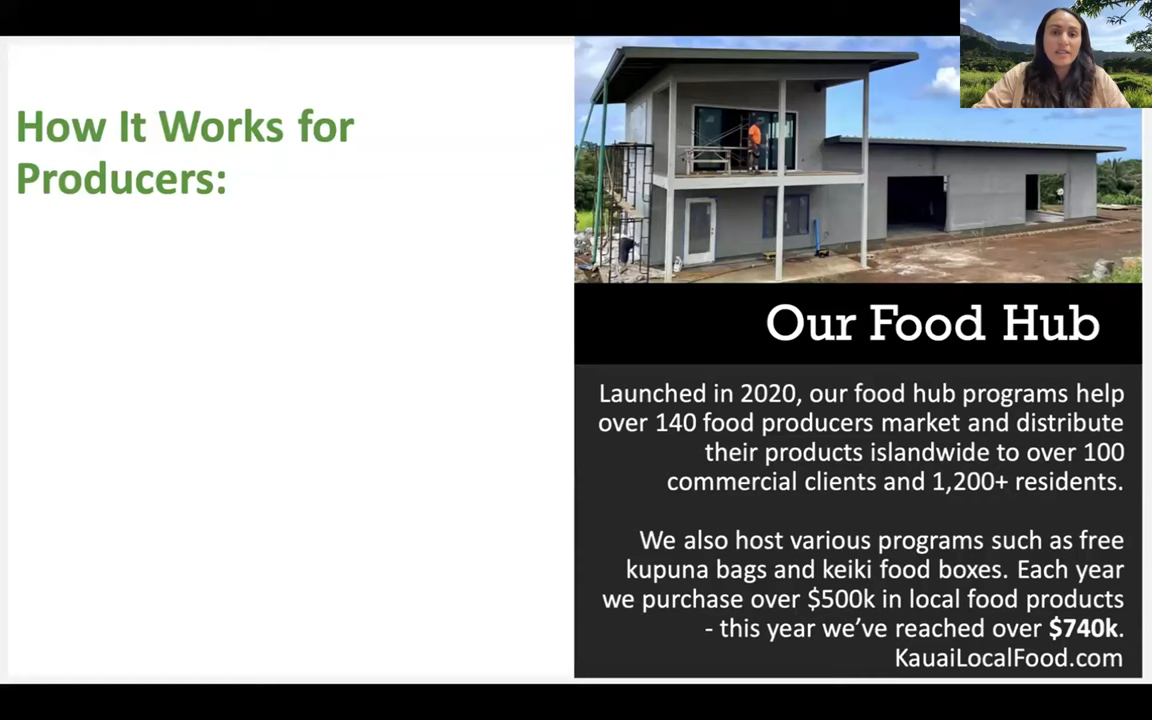 How It Works for
Producers:
Our Food Hub
Launched in 2020, our food hub programs help
over 140 food producers market and distribute
their products islandwide to over 100
commercial clients and 1,200+ residents.
We also host various programs such as free
kupuna bags and keiki food boxes. Each year
we purchase over $500k in local food products
- this year we’ve reached over $740k.
KauaiLocalFood.com